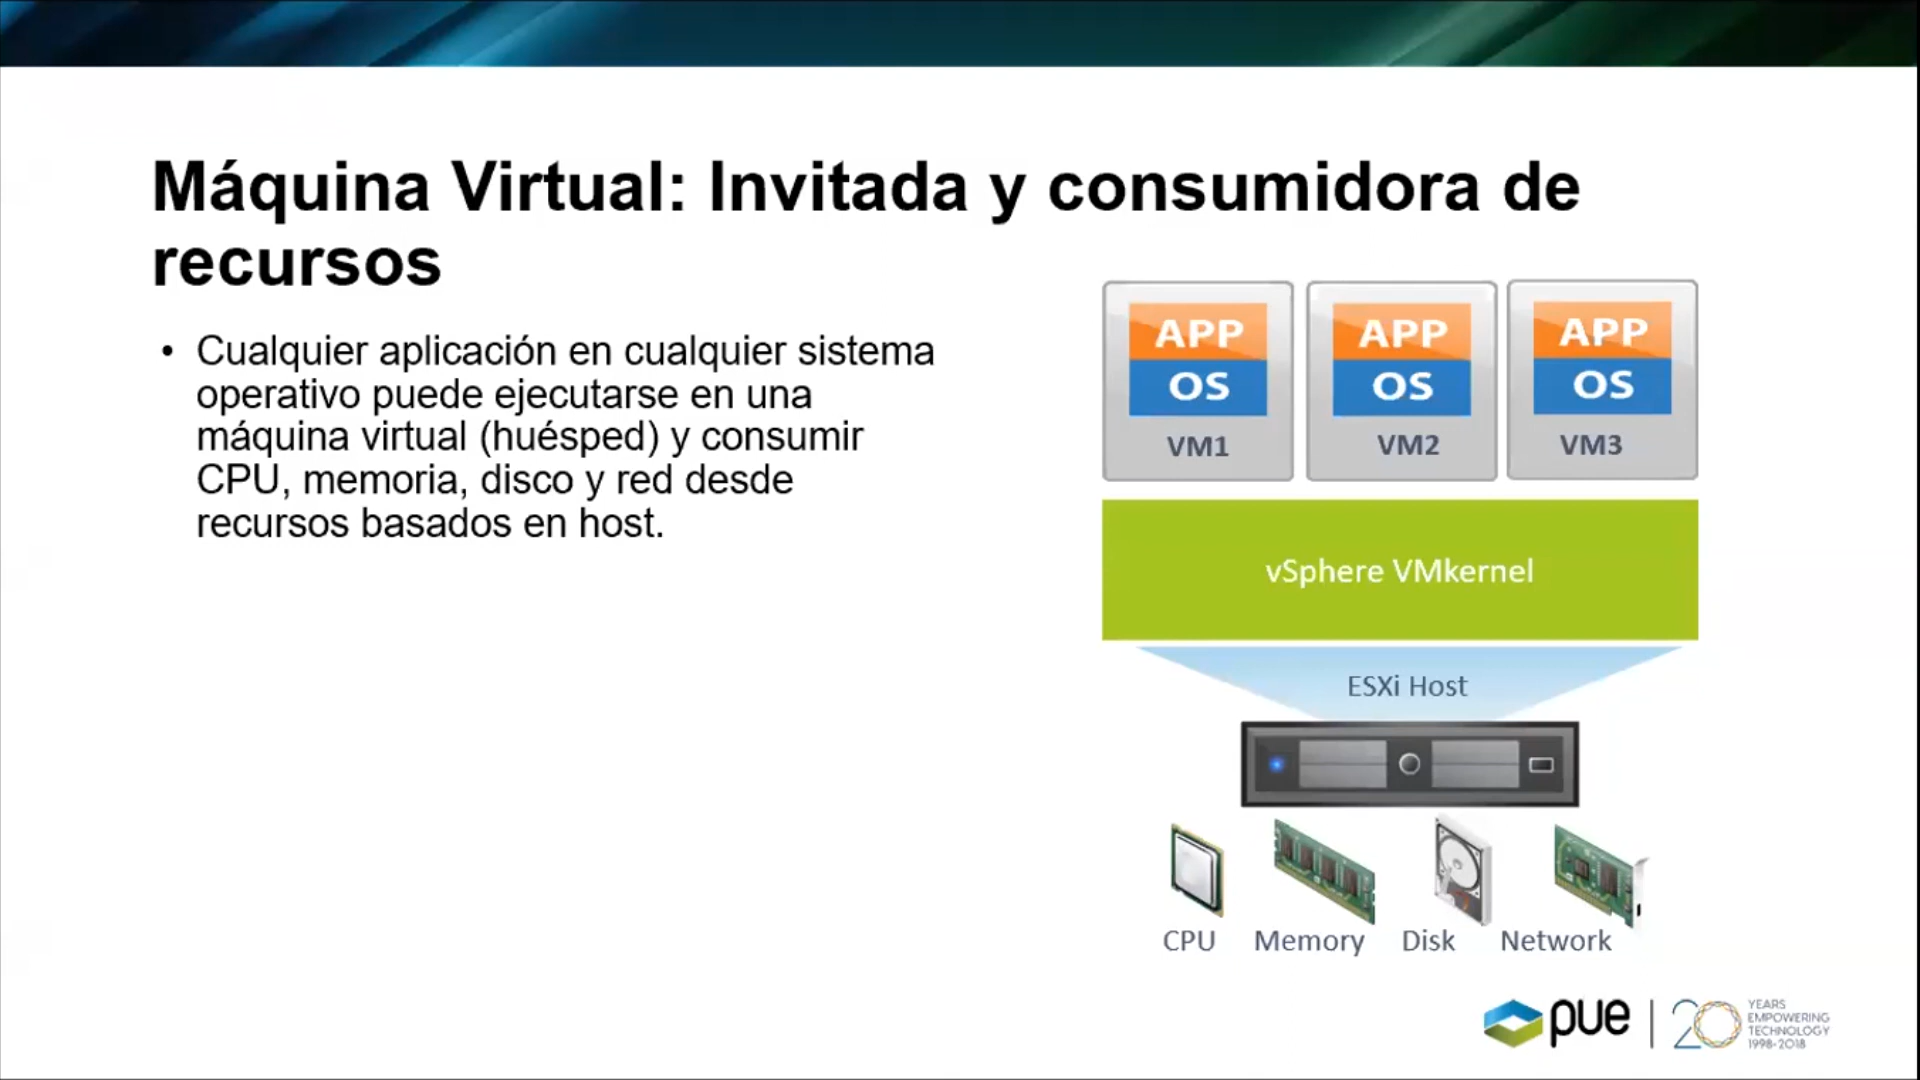 Máquina Virtual: Invitada y consumidora de
recursos
• Cualquier aplicación en cualquier sistema
operativo puede ejecutarse en una
máquina virtual (huésped) y consumir
CPU, memoria, disco y red desde
recursos basados en host.
APP
OS
VM1
APP
OS
VM2
APP
OS
VM3
vSphere VMkernel
ESXi Host
CPU Memory Disk Network
pue
20
YEARS
EMPOWERING
TECHNOLOGY
1998-2018